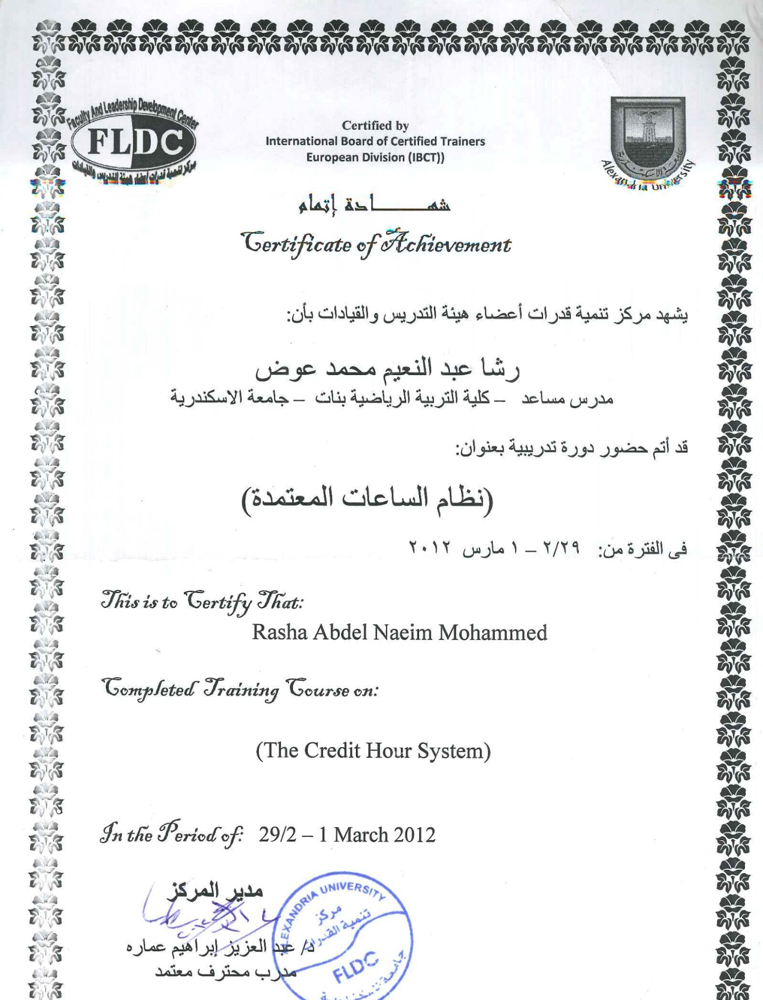 Faculty And Leadership Development Center
FLDC
مركز تنمية قدرات أعضاء هيئة التدريس والقيادات
Certified by
International Board of Certified Trainers
European Division (IBCT))
جامعة الاسكندرية
Alexandria University
شهـــــادة إتمام
Certificate of Achievement
يشهد مركز تنمية قدرات أعضاء هيئة التدريس والقيادات بأن:
رشا عبد النعيم محمد عوض
مدرس مساعد – كلية التربية الرياضية بنات – جامعة الاسكندرية
قد أتم حضور دورة تدريبية بعنوان:
(نظام الساعات المعتمدة)
فى الفترة من: ٢/٢٩ – ١ مارس ٢٠١٢
This is to Certify That:
Rasha Abdel Naeim Mohammed
Completed Training Course on:
(The Credit Hour System)
In the Period of: 29/2 – 1 March 2012
مدير المركز
د/ عبد العزيز إبراهيم عماره
مدرب محترف معتمد
ALEXANDRIA UNIVERSITY
مركز
تنمية القدرات
FLDC
جامعة الاسكندرية